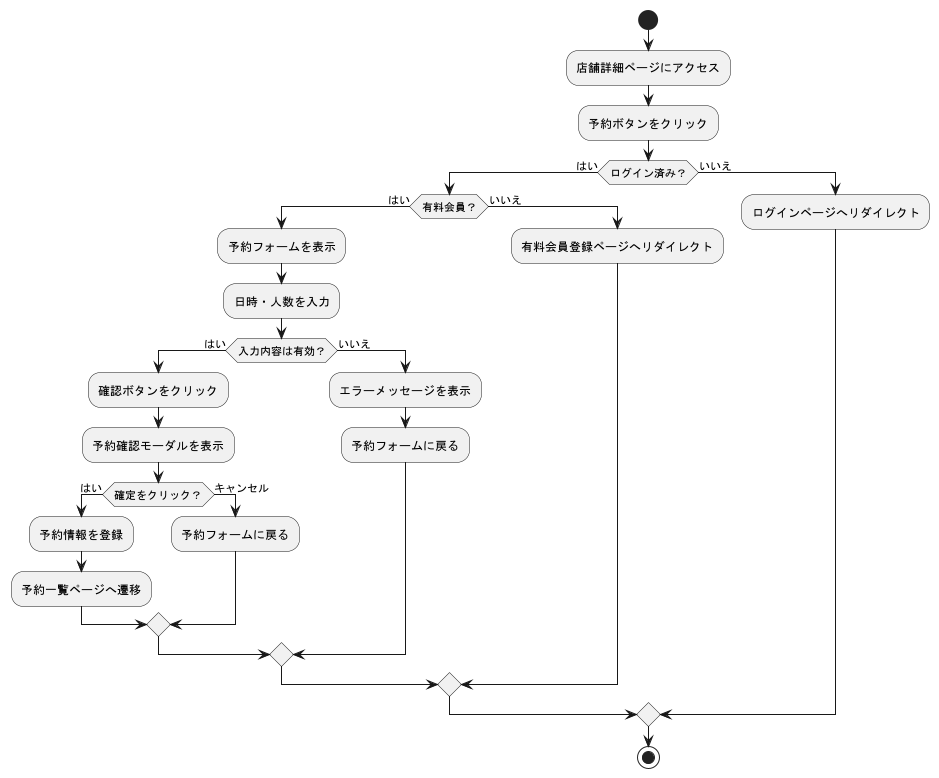 店舗詳細ページにアクセス
予約ボタンをクリック
はい
ログイン済み？
いいえ
はい
有料会員？
いいえ
ログインページへリダイレクト
予約フォームを表示
有料会員登録ページへリダイレクト
日時・人数を入力
はい
入力内容は有効？
いいえ
確認ボタンをクリック
エラーメッセージを表示
予約確認モーダルを表示
予約フォームに戻る
はい
確定をクリック？
キャンセル
予約情報を登録
予約フォームに戻る
予約一覧ページへ遷移